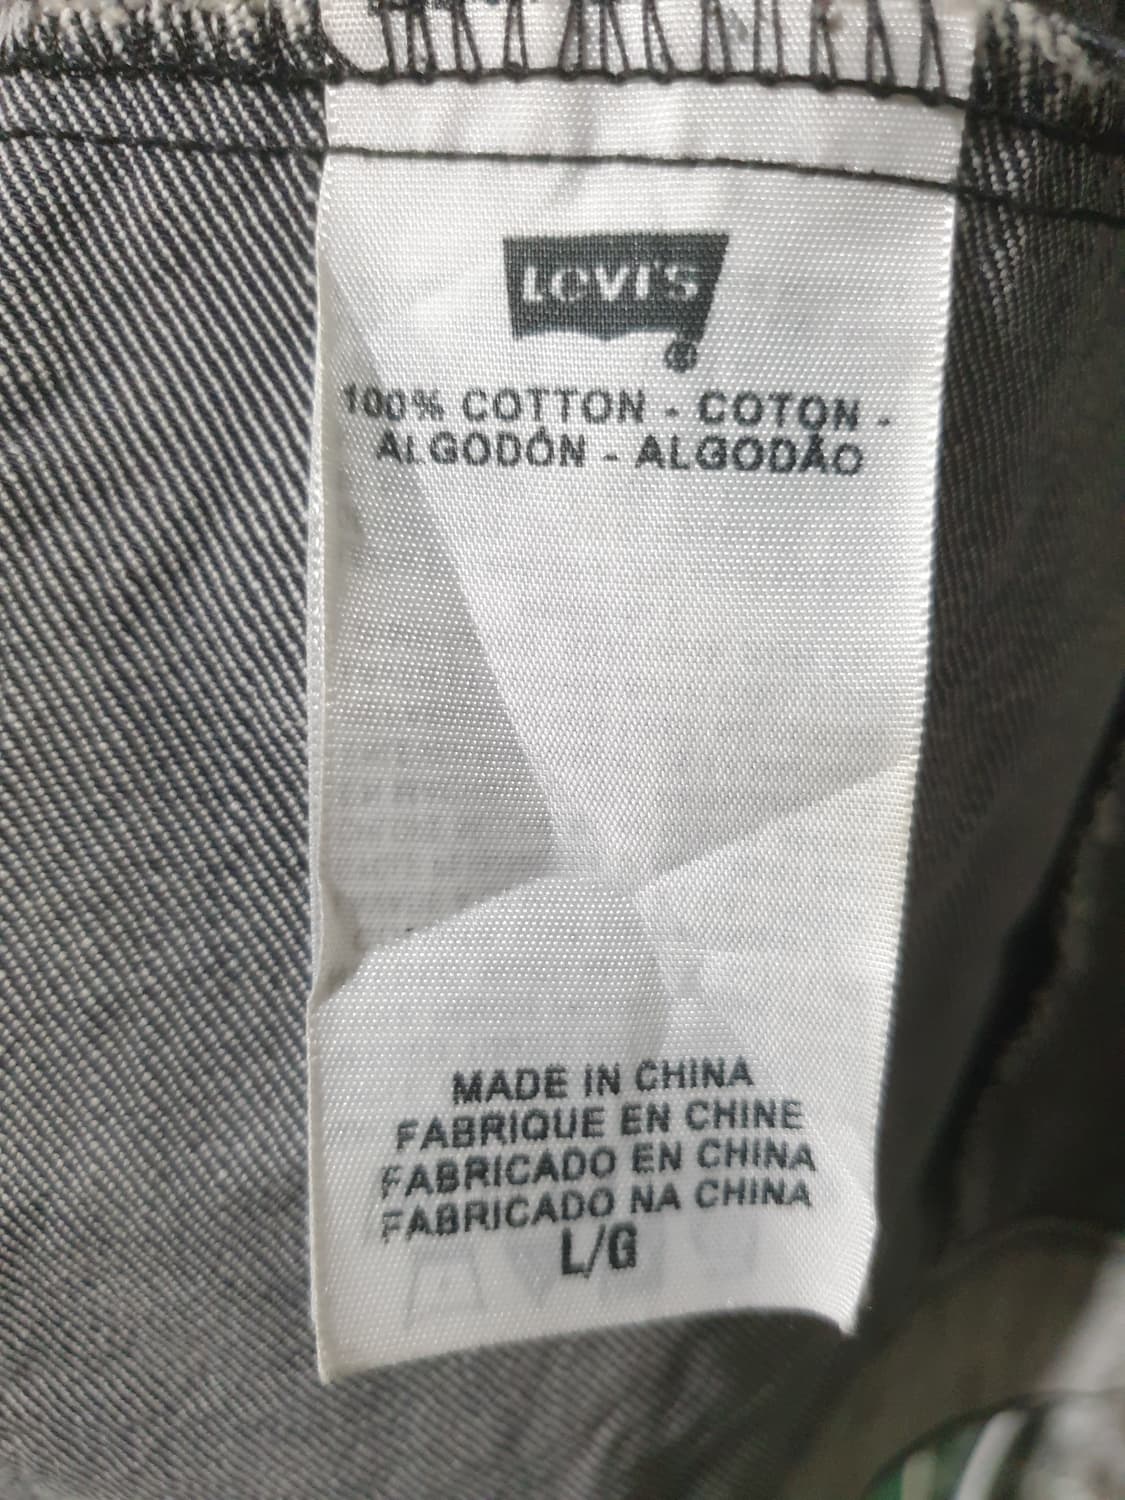 Levi's
®
100% COTTON - COTON -
ALGODÓN - ALGODÃO
MADE IN CHINA
FABRIQUE EN CHINE
FABRICADO EN CHINA
FABRICADO NA CHINA
L/G